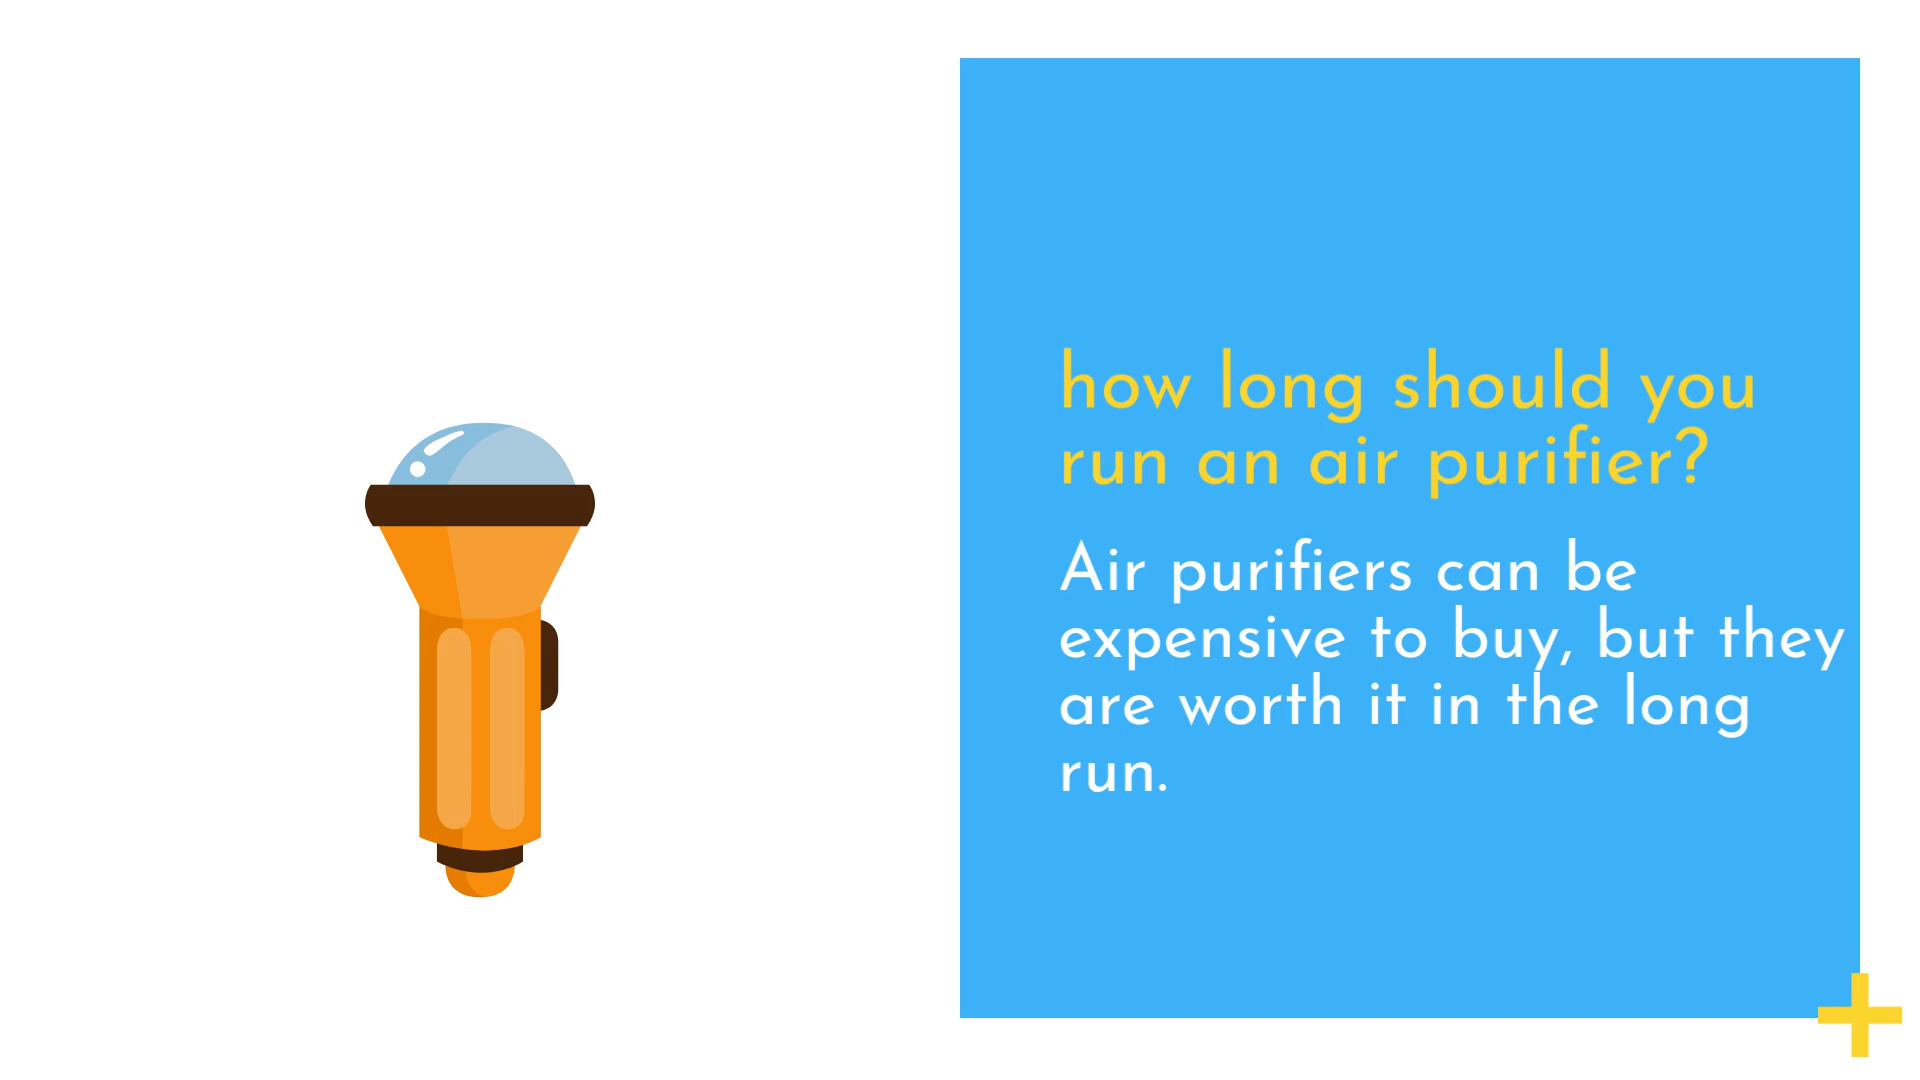 how long should you
run an air purifier?
Air purifiers can be
expensive to buy, but they
are worth it in the long
run.